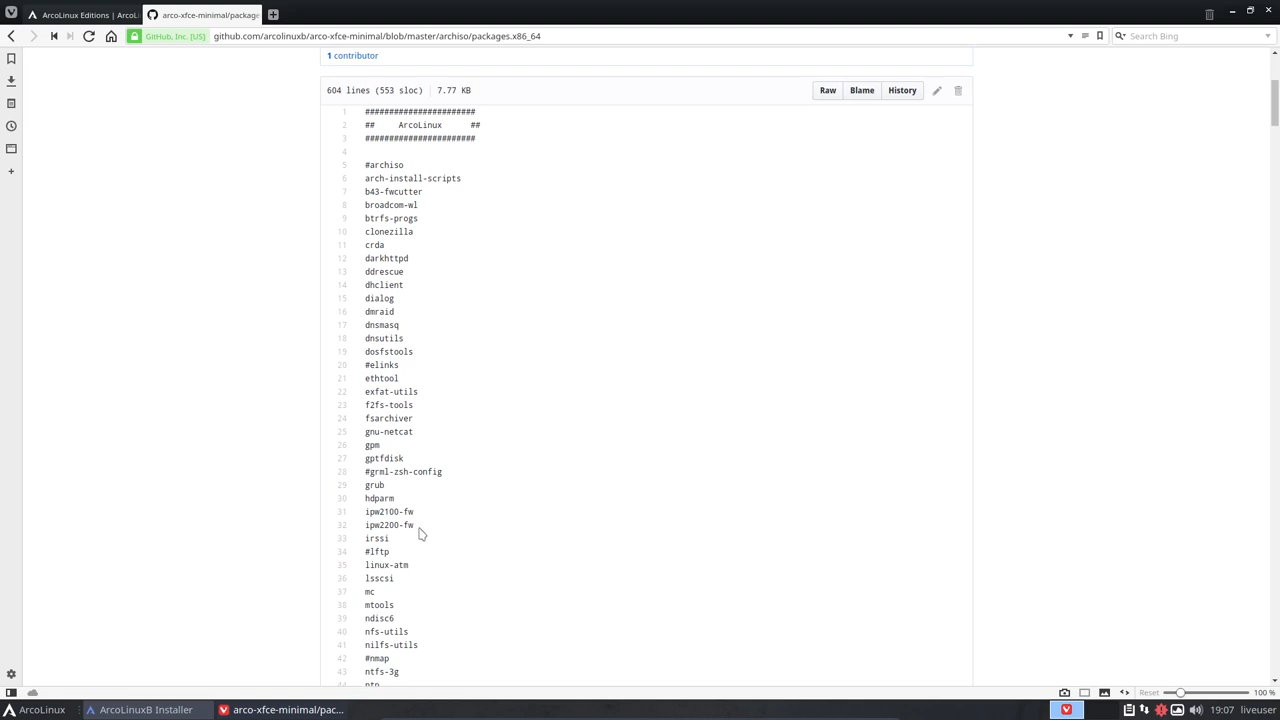 ArcoLinux Editions | ArcoLi
arco-xfce-minimal/package
GitHub, Inc. [US]
github.com/arcolinuxb/arco-xfce-minimal/blob/master/archiso/packages.x86_64
Search Bing
1 contributor
604 lines (553 sloc) 7.77 KB
Raw Blame History
1 #######################
2 ## ArcoLinux ##
3 #######################
4
5 #archiso
6 arch-install-scripts
7 b43-fwcutter
8 broadcom-wl
9 btrfs-progs
10 clonezilla
11 crda
12 darkhttpd
13 ddrescue
14 dhclient
15 dialog
16 dmraid
17 dnsmasq
18 dnsutils
19 dosfstools
20 #elinks
21 ethtool
22 exfat-utils
23 f2fs-tools
24 fsarchiver
25 gnu-netcat
26 gpm
27 gptfdisk
28 #grml-zsh-config
29 grub
30 hdparm
31 ipw2100-fw
32 ipw2200-fw
33 irssi
34 #lftp
35 linux-atm
36 lsscsi
37 mc
38 mtools
39 ndisc6
40 nfs-utils
41 nilfs-utils
42 #nmap
43 ntfs-3g
44 ntp
Reset 100 %
ArcoLinux
ArcoLinuxB Installer
arco-xfce-minimal/pac...
19:07 liveuser